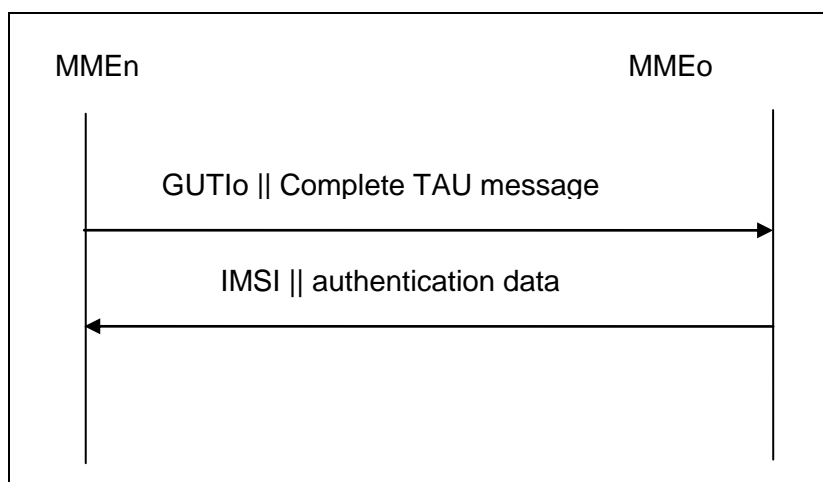 MMEn
MMEo
GUTIo || Complete TAU message
IMSI || authentication data